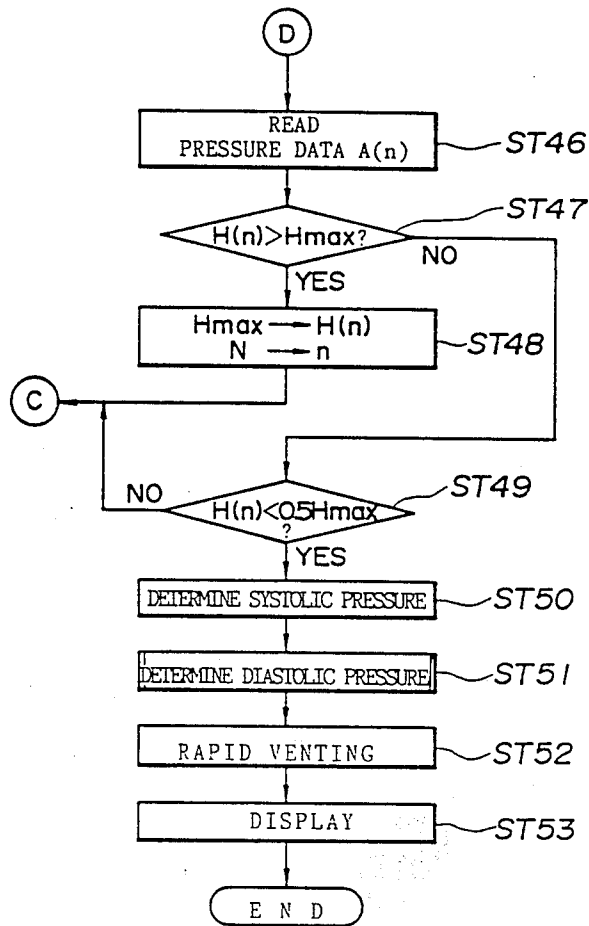 D
READ
PRESSURE DATA A(n)
ST46
H(n)>Hmax?
ST47
NO
YES
Hmax → H(n)
N → n
ST48
C
NO
H(n)<0.5Hmax
?
ST49
YES
DETERMINE SYSTOLIC PRESSURE
ST50
DETERMINE DIASTOLIC PRESSURE
ST51
RAPID VENTING
ST52
DISPLAY
ST53
END